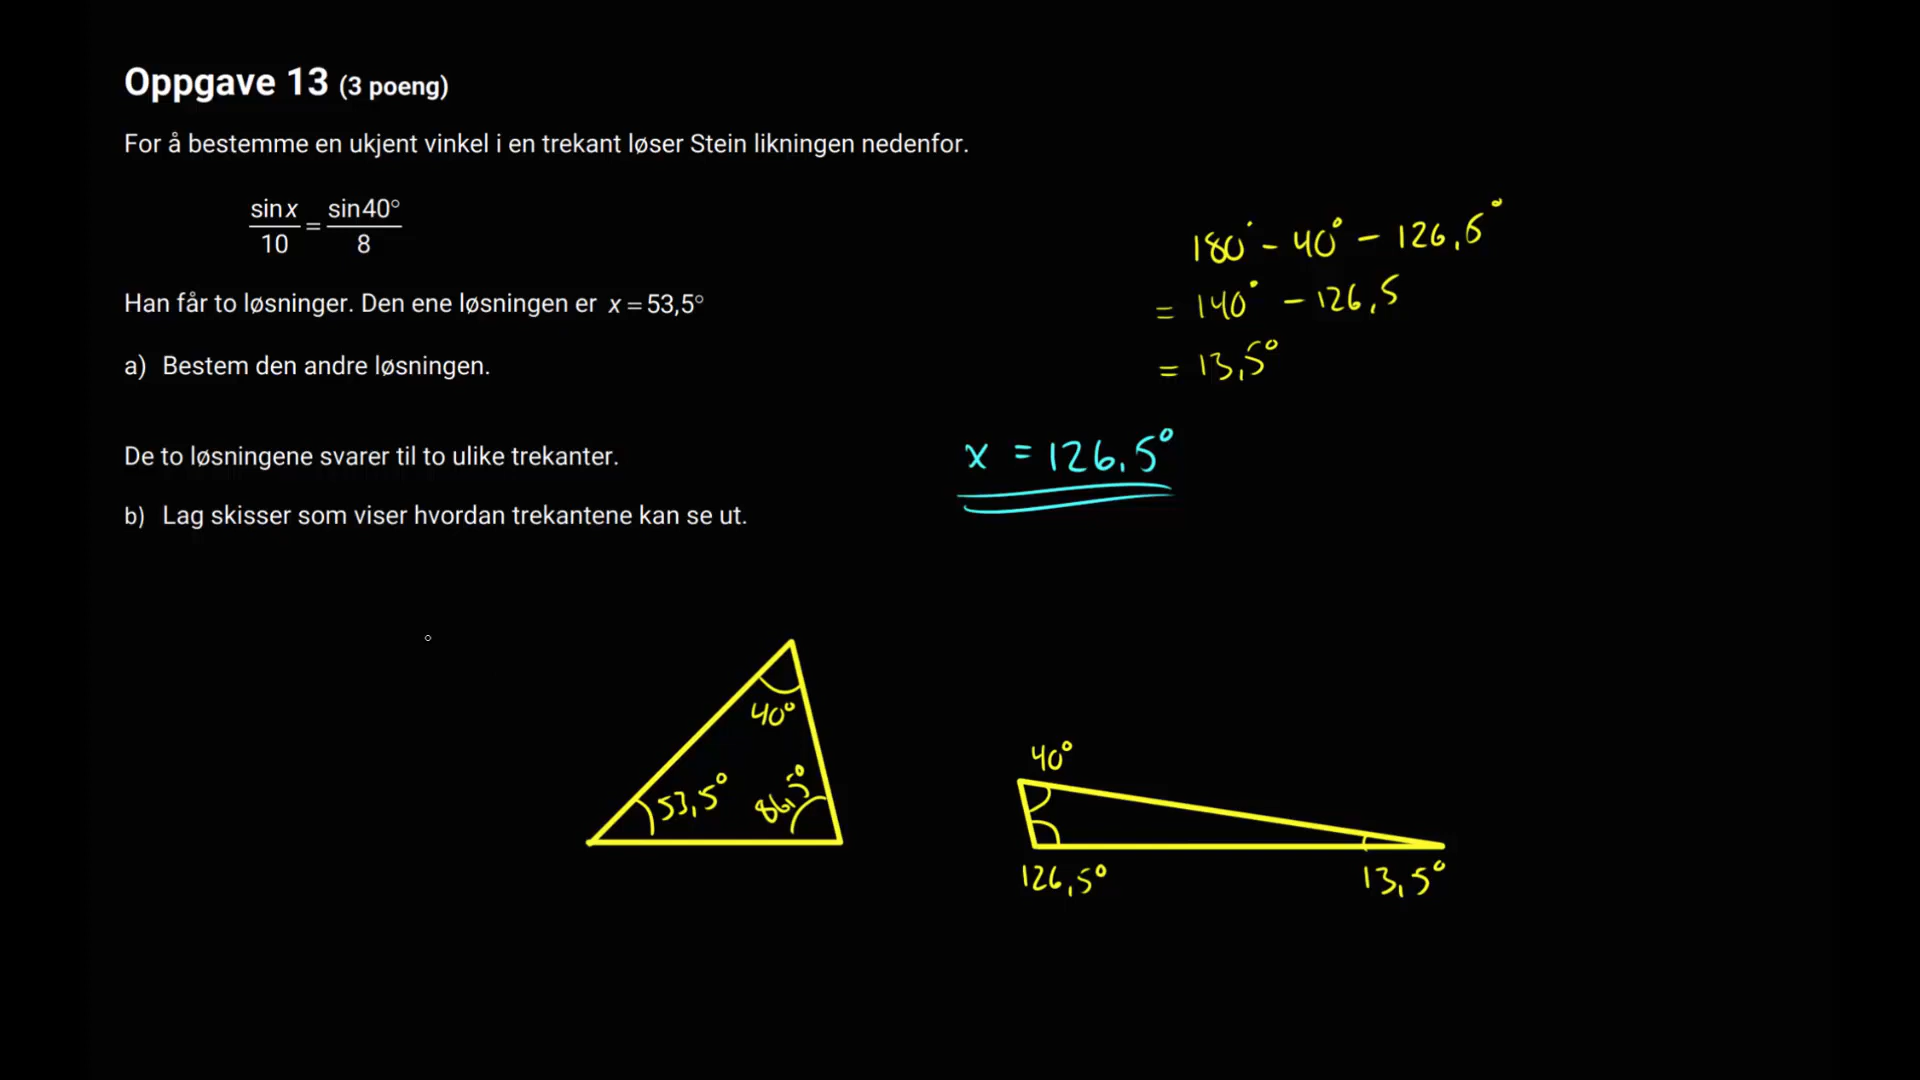 Oppgave 13 (3 poeng)
For å bestemme en ukjent vinkel i en trekant løser Stein likningen nedenfor.
sin x / 10 = sin 40° / 8
Han får to løsninger. Den ene løsningen er x = 53,5°
a) Bestem den andre løsningen.
De to løsningene svarer til to ulike trekanter.
b) Lag skisser som viser hvordan trekantene kan se ut.
180° - 40° - 126,5°
= 140° - 126,5
= 13,5°
x = 126,5°
40°
53,5°
86,5°
40°
126,5°
13,5°